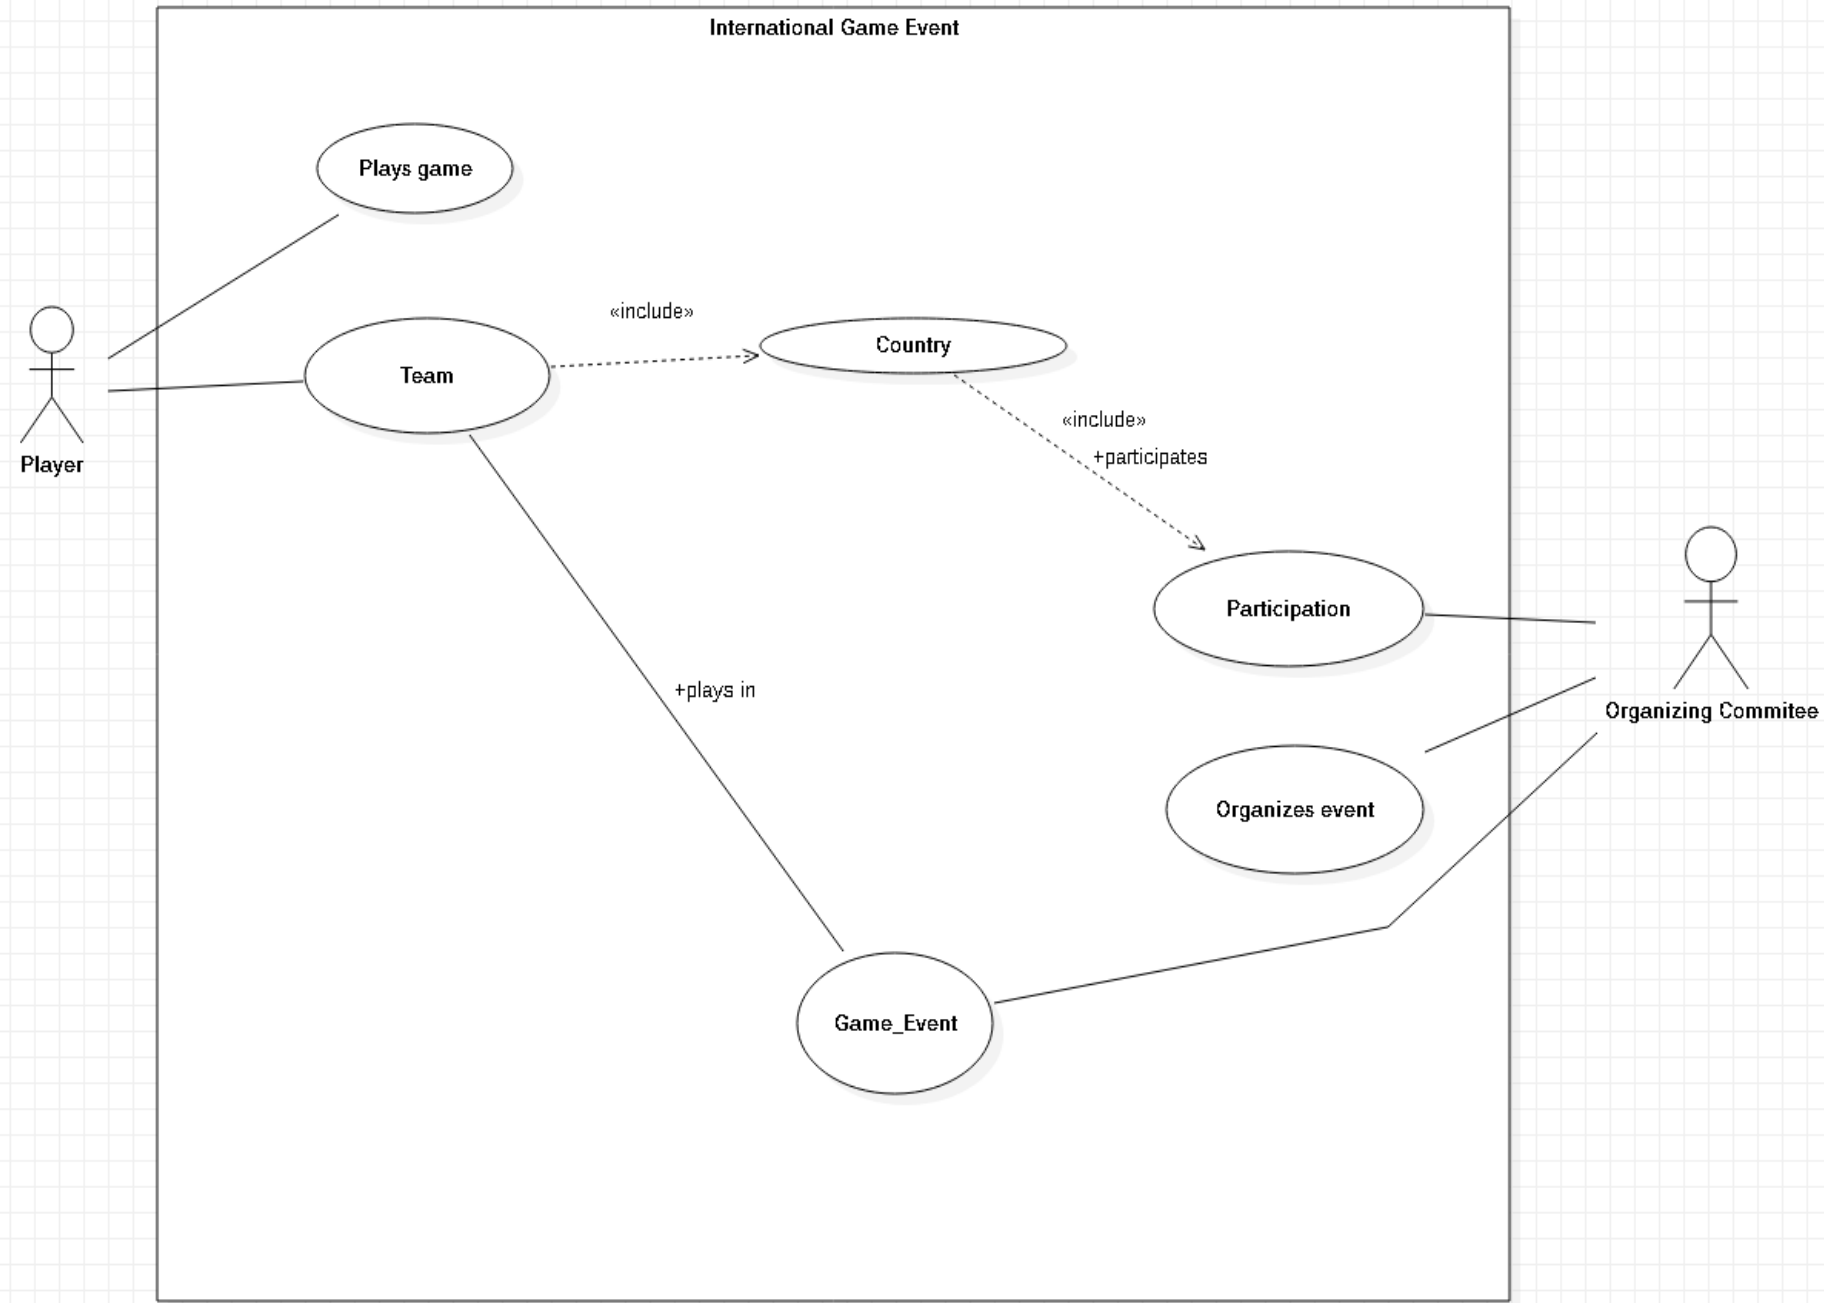 International Game Event
Plays game
«include»
Country
Team
«include»
+participates
Player
Participation
+plays in
Organizing Commitee
Organizes event
Game_Event